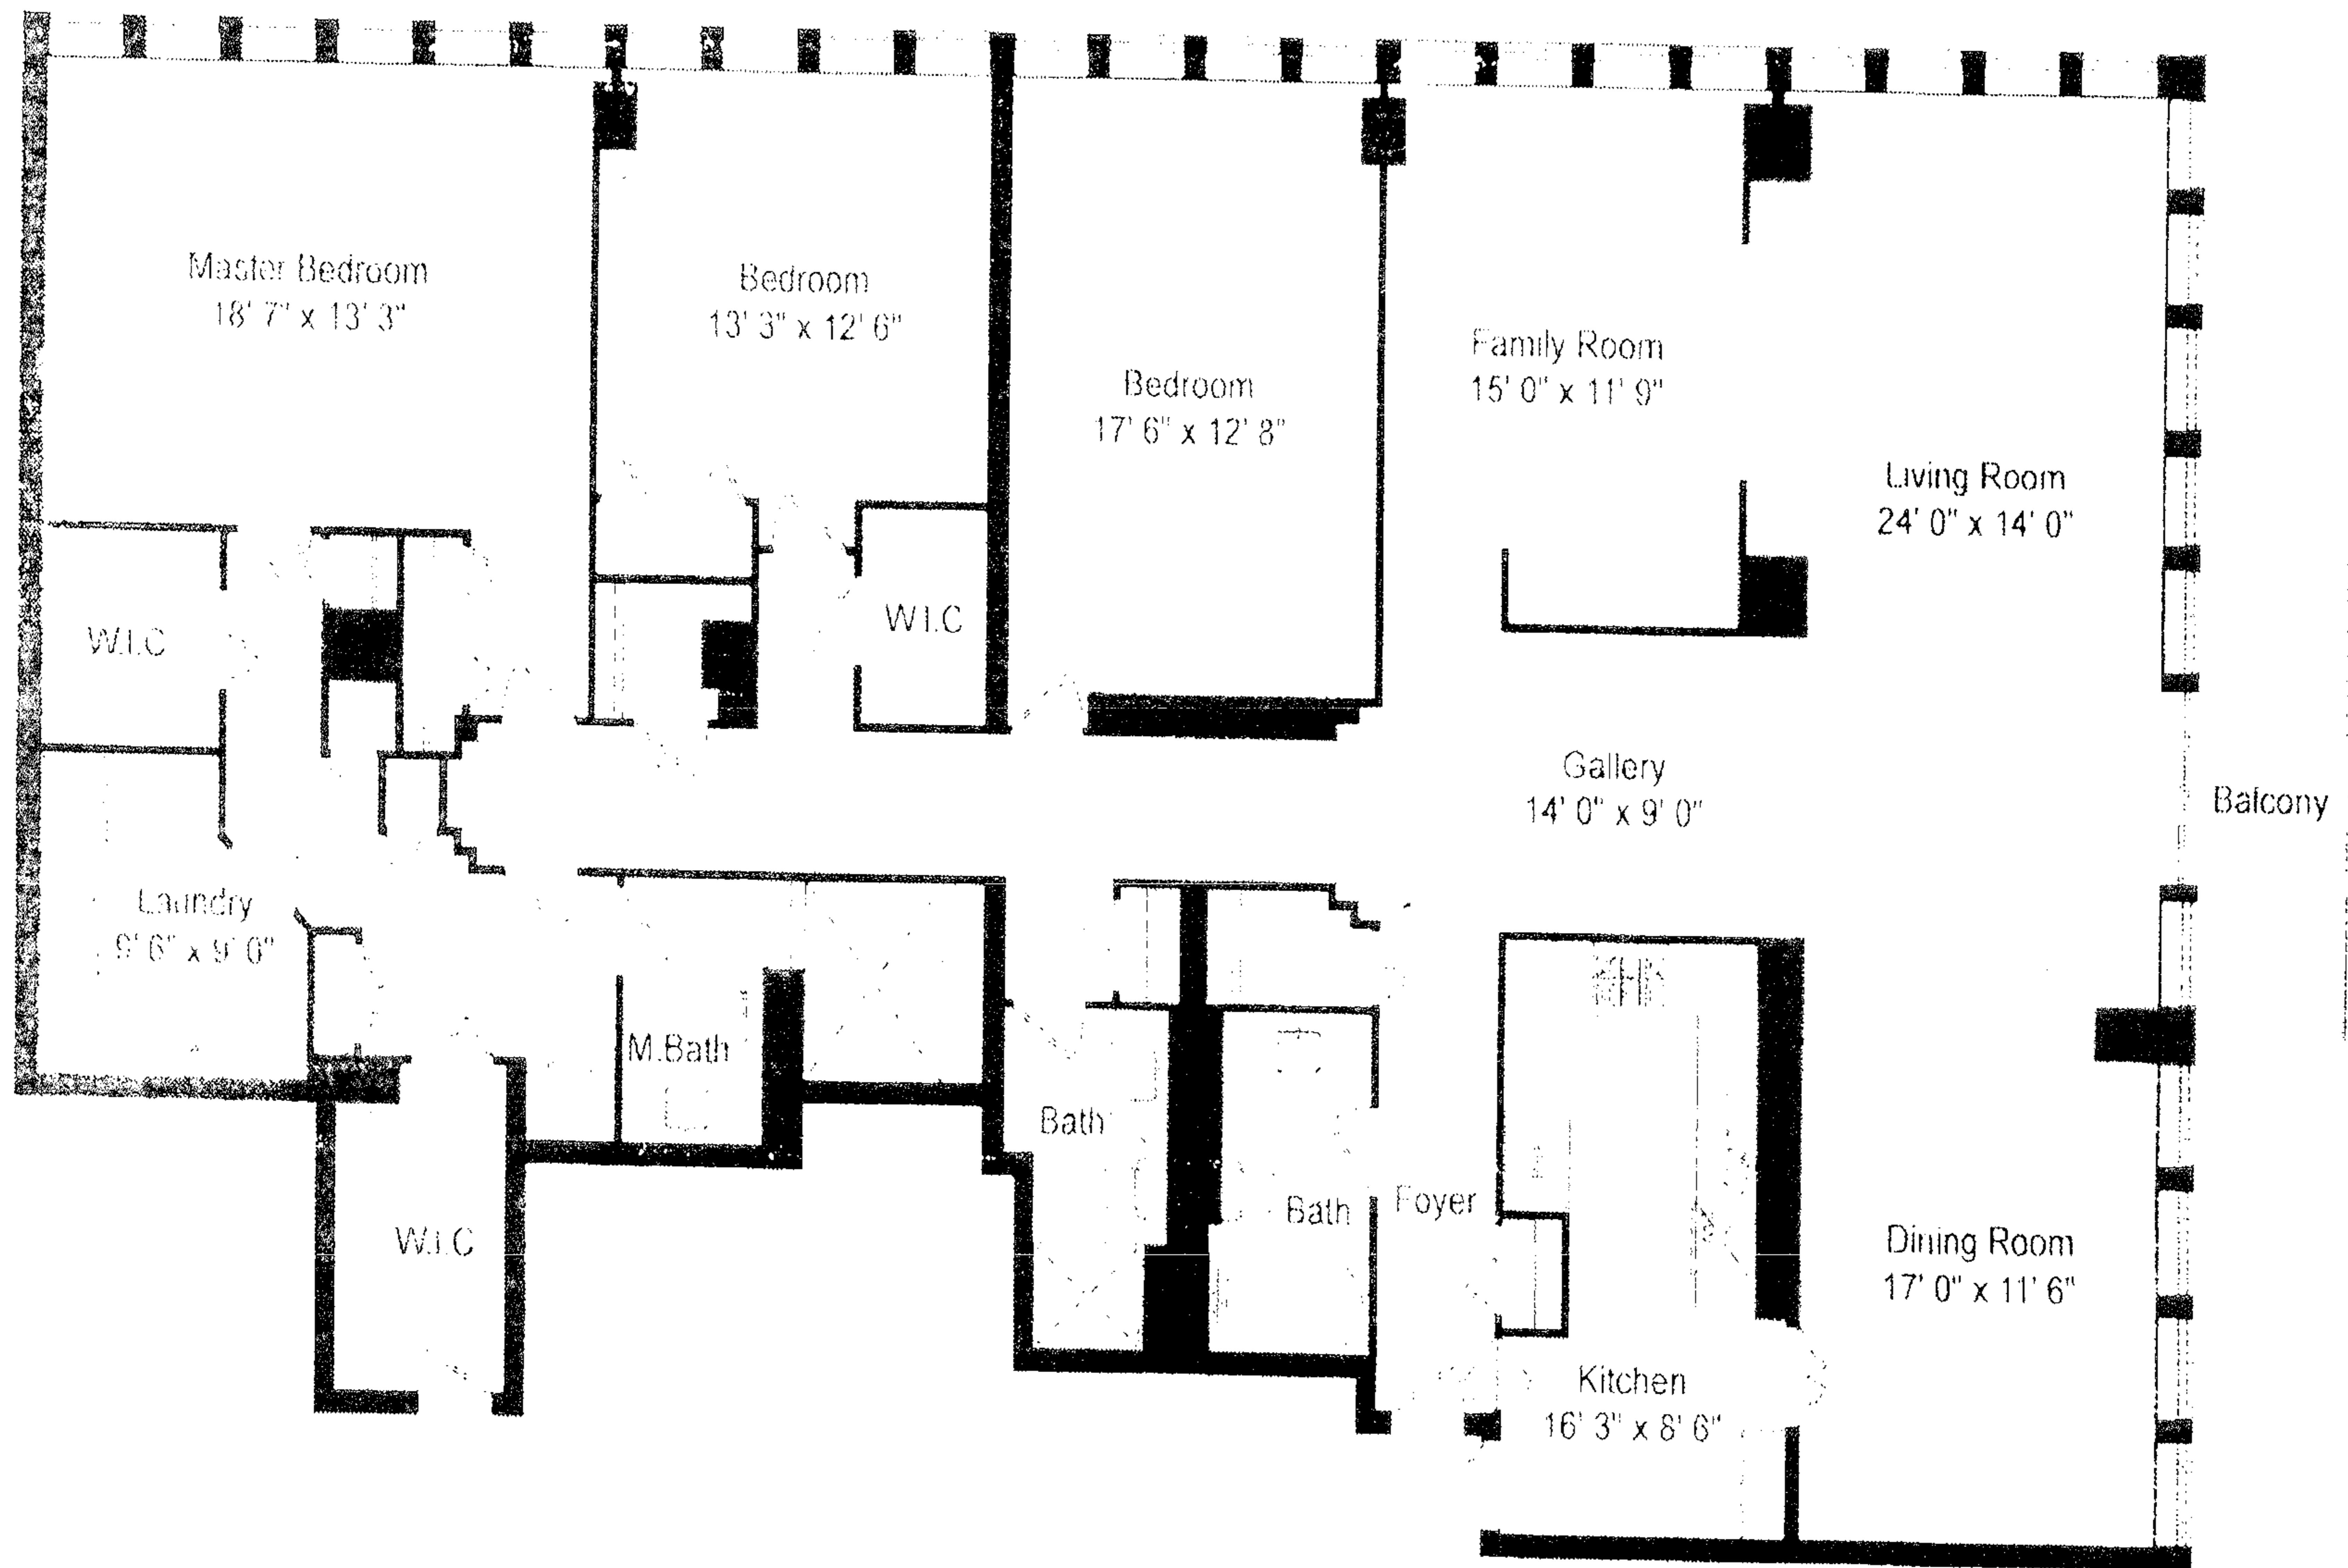 Master Bedroom
18' 7" x 13' 3"
Bedroom
13' 3" x 12' 6"
Bedroom
17' 6" x 12' 8"
Family Room
15' 0" x 11' 9"
Living Room
24' 0" x 14' 0"
W.I.C
W.I.C
Gallery
14' 0" x 9' 0"
Balcony
Laundry
9' 6" x 9' 0"
M.Bath
Bath
Bath
Foyer
W.I.C
Dining Room
17' 0" x 11' 6"
Kitchen
16' 3" x 8' 6"